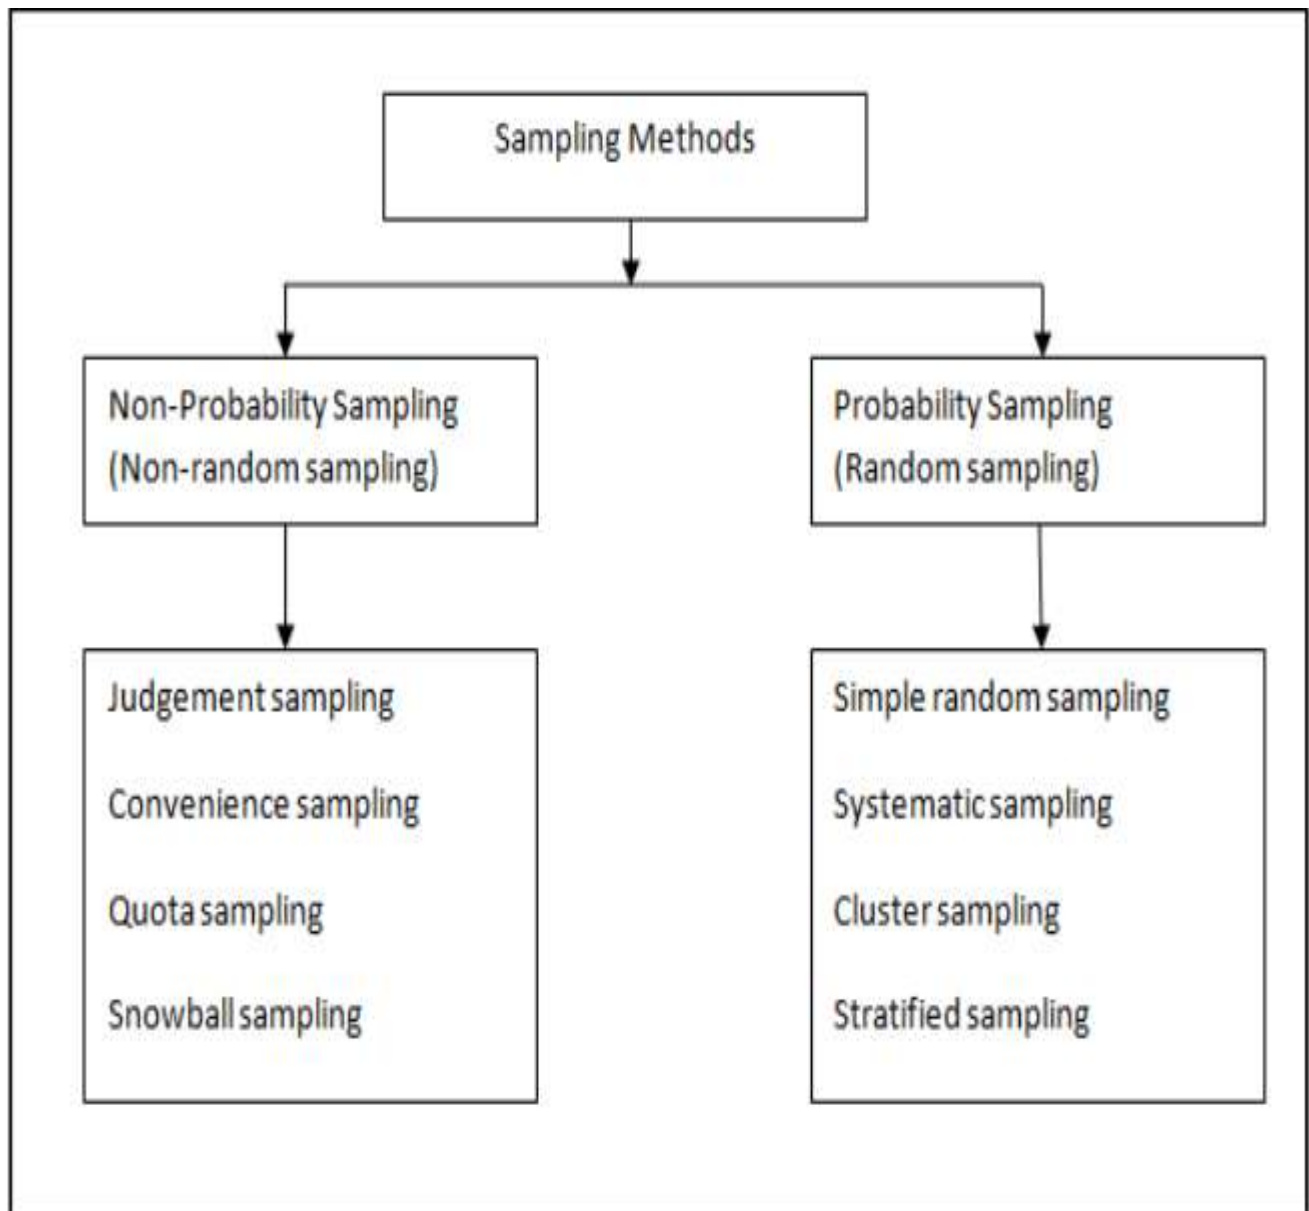 Sampling Methods
Non-Probability Sampling
(Non-random sampling)
Probability Sampling
(Random sampling)
Judgement sampling
Convenience sampling
Quota sampling
Snowball sampling
Simple random sampling
Systematic sampling
Cluster sampling
Stratified sampling